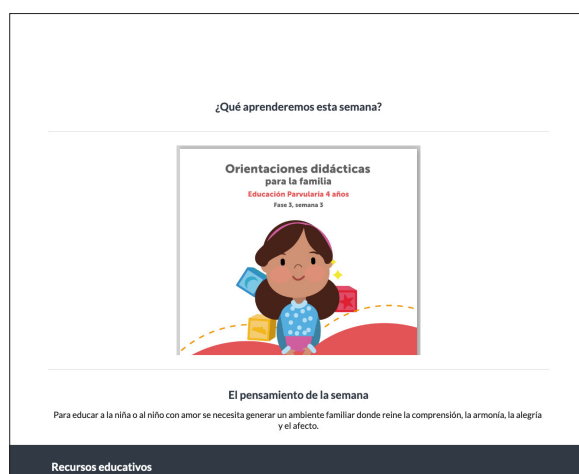 ¿Qué aprenderemos esta semana?
Orientaciones didácticas
para la familia
Educación Parvularia 4 años
Fase 3, semana 3
El pensamiento de la semana
Para educar a la niña o al niño con amor se necesita generar un ambiente familiar donde reine la comprensión, la armonía, la alegría
y el afecto.
Recursos educativos